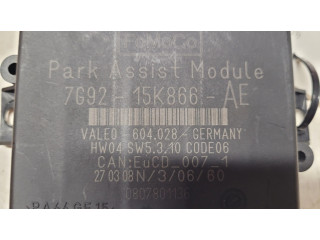 FoMoCo
Park Assist Module
7G92-15K866-AE
VALEO-604.028-GERMANY
HW04 SW5.3.10 CODE06
CAN:EuCD_007_1
270308N/3/06/60